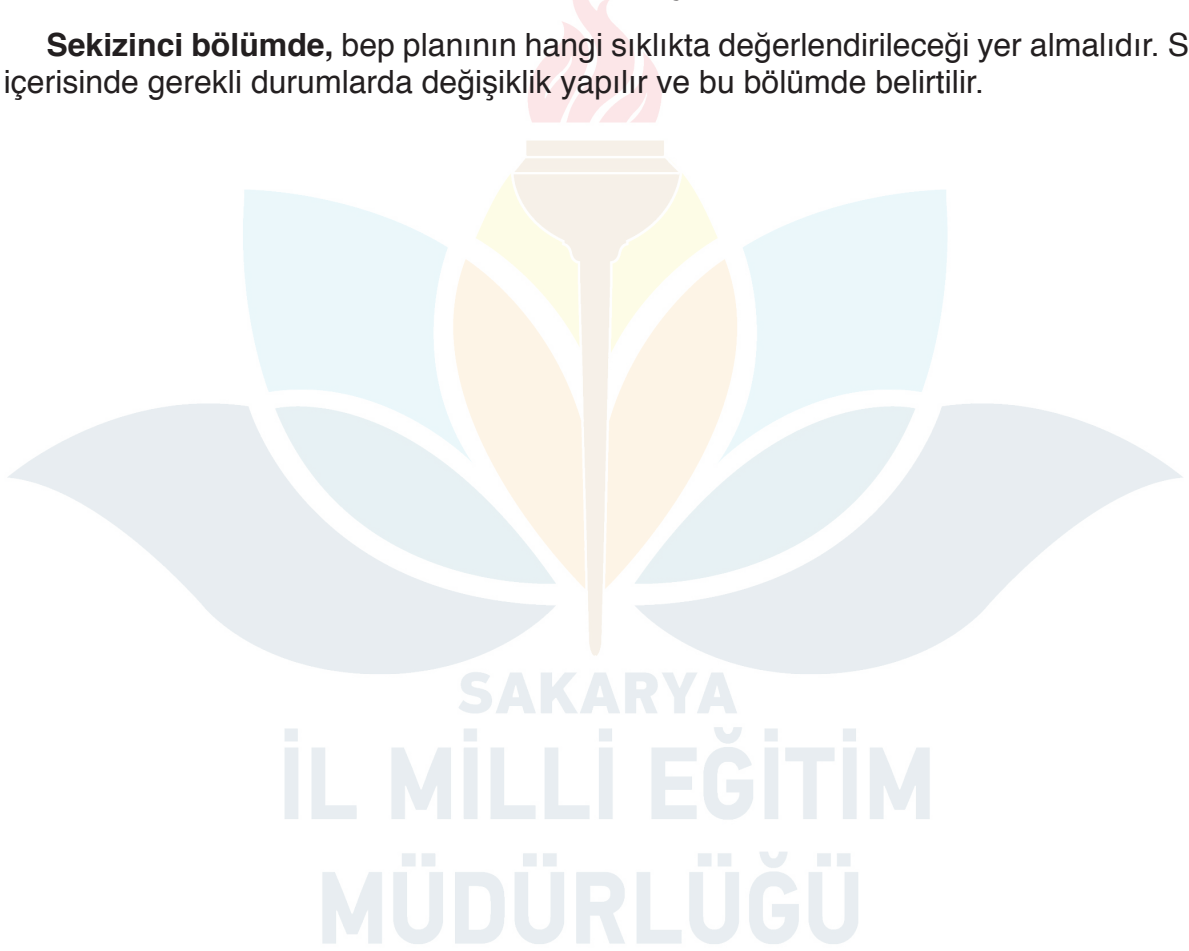 Sekizinci bölümde, bep planının hangi sıklıkta değerlendirileceği yer almalıdır. S
içerisinde gerekli durumlarda değişiklik yapılır ve bu bölümde belirtilir.
SAKARYA
İL MİLLİ EĞİTİM
MÜDÜRLÜĞÜ